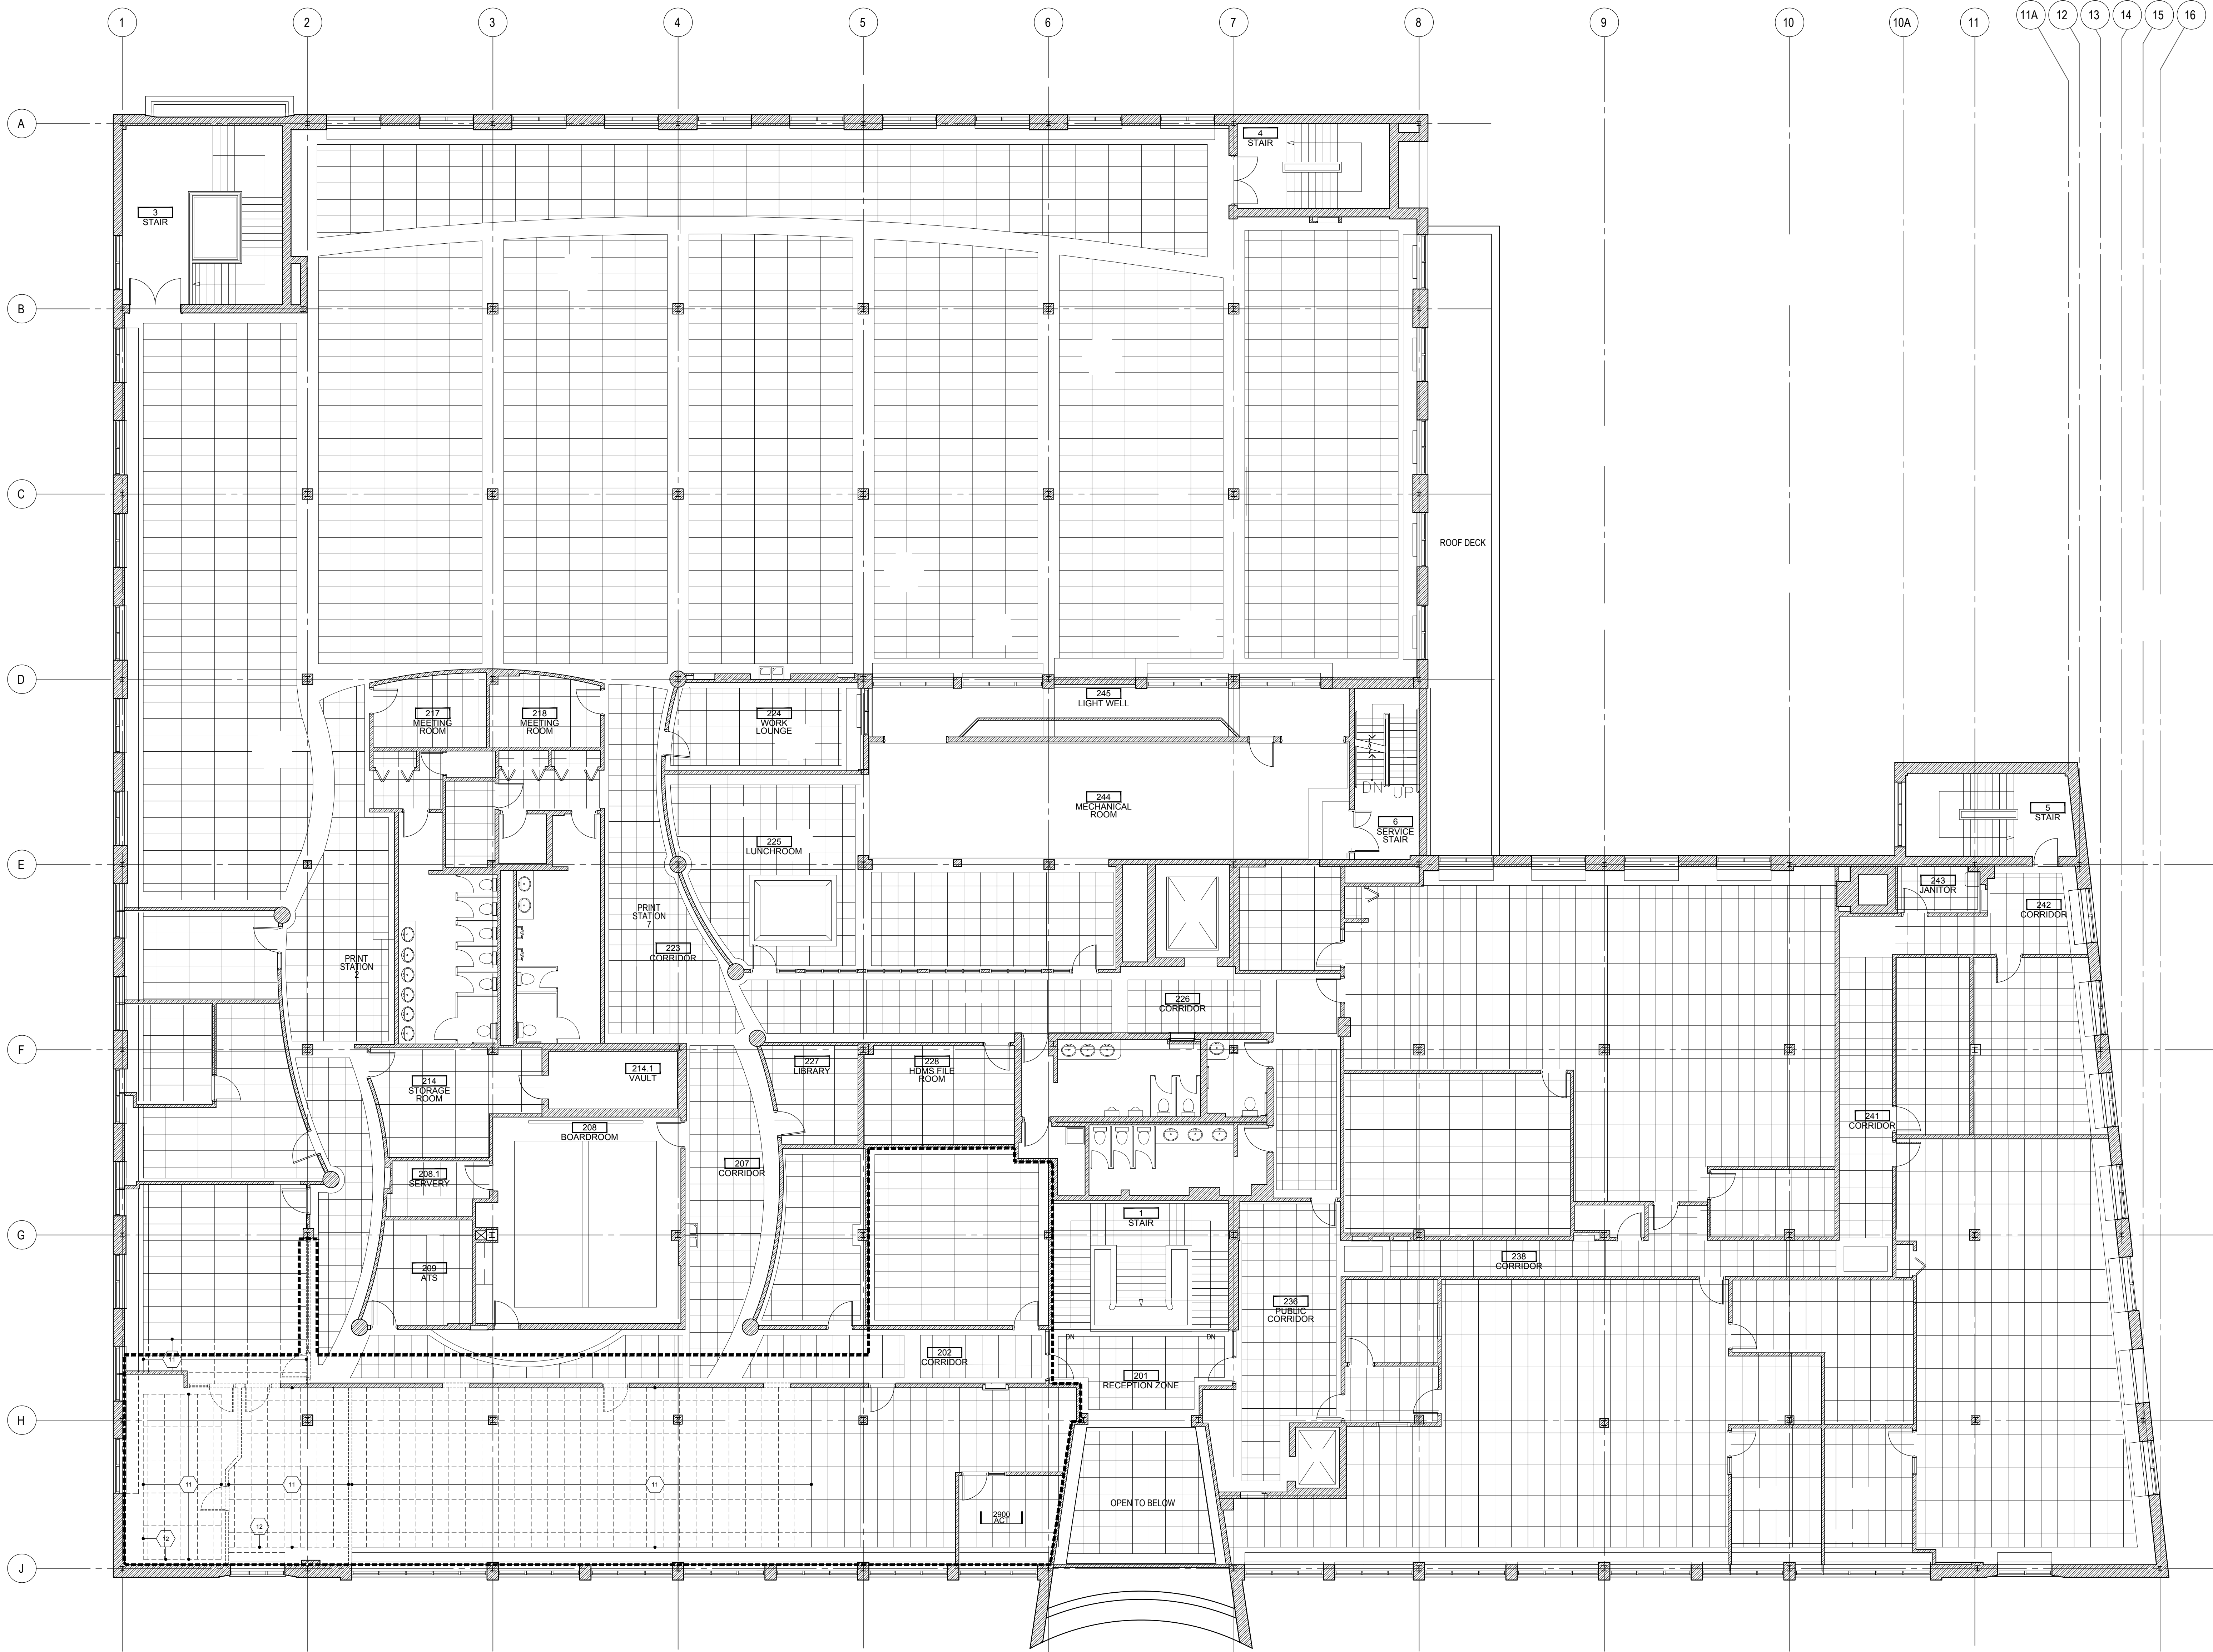 1 2 3 4 5 6 7 8 9 10 10A 11 11A 12 13 14 15 16
A
4
STAIR
3
STAIR
B
C
ROOF DECK
D
245
LIGHT WELL
217
MEETING
ROOM
218
MEETING
ROOM
224
WORK
LOUNGE
DN
UP
244
MECHANICAL
ROOM
5
STAIR
6
SERVICE
STAIR
225
LUNCHROOM
E
243
JANITOR
242
CORRIDOR
PRINT
STATION
7
223
CORRIDOR
PRINT
STATION
2
226
CORRIDOR
F
227
LIBRARY
228
HDMS FILE
ROOM
214.1
VAULT
214
STORAGE
ROOM
241
CORRIDOR
208
BOARDROOM
207
CORRIDOR
208.1
SERVERY
1
STAIR
G
238
CORRIDOR
209
ATS
236
PUBLIC
CORRIDOR
DN
DN
202
CORRIDOR
11
201
RECEPTION ZONE
H
11
11
11
OPEN TO BELOW
2900
ACT
12
12
J